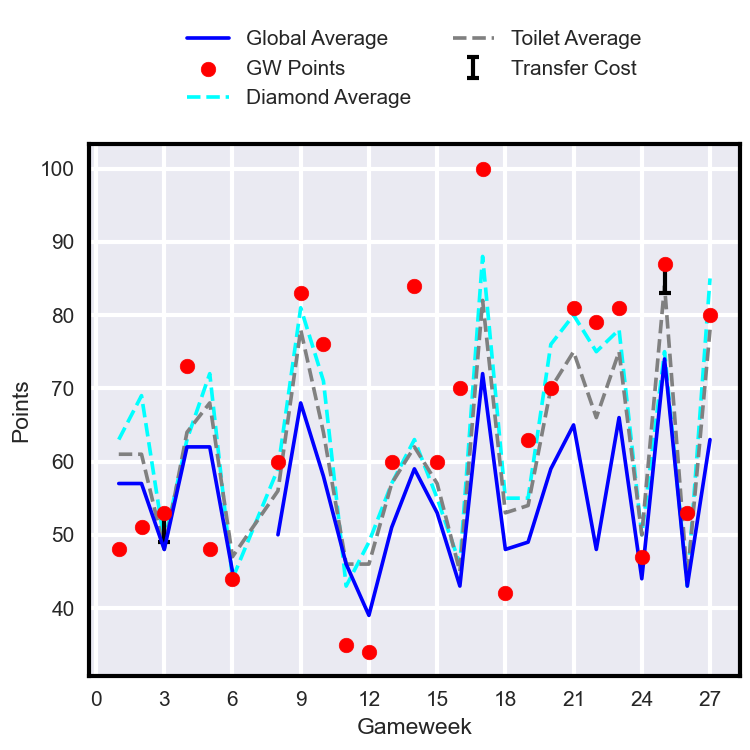 Global Average
GW Points
Diamond Average
Toilet Average
Transfer Cost
100
90
80
70
60
50
40
Points
0 3 6 9 12 15 18 21 24 27
Gameweek